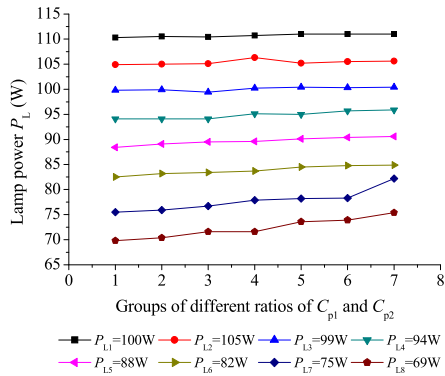 115
110
105
100
95
90
85
80
75
70
65
Lamp power P_L (W)
0 1 2 3 4 5 6 7 8
Groups of different ratios of C_p1 and C_p2
P_L1=100W P_L2=105W P_L3=99W P_L4=94W
P_L5=88W P_L6=82W P_L7=75W P_L8=69W